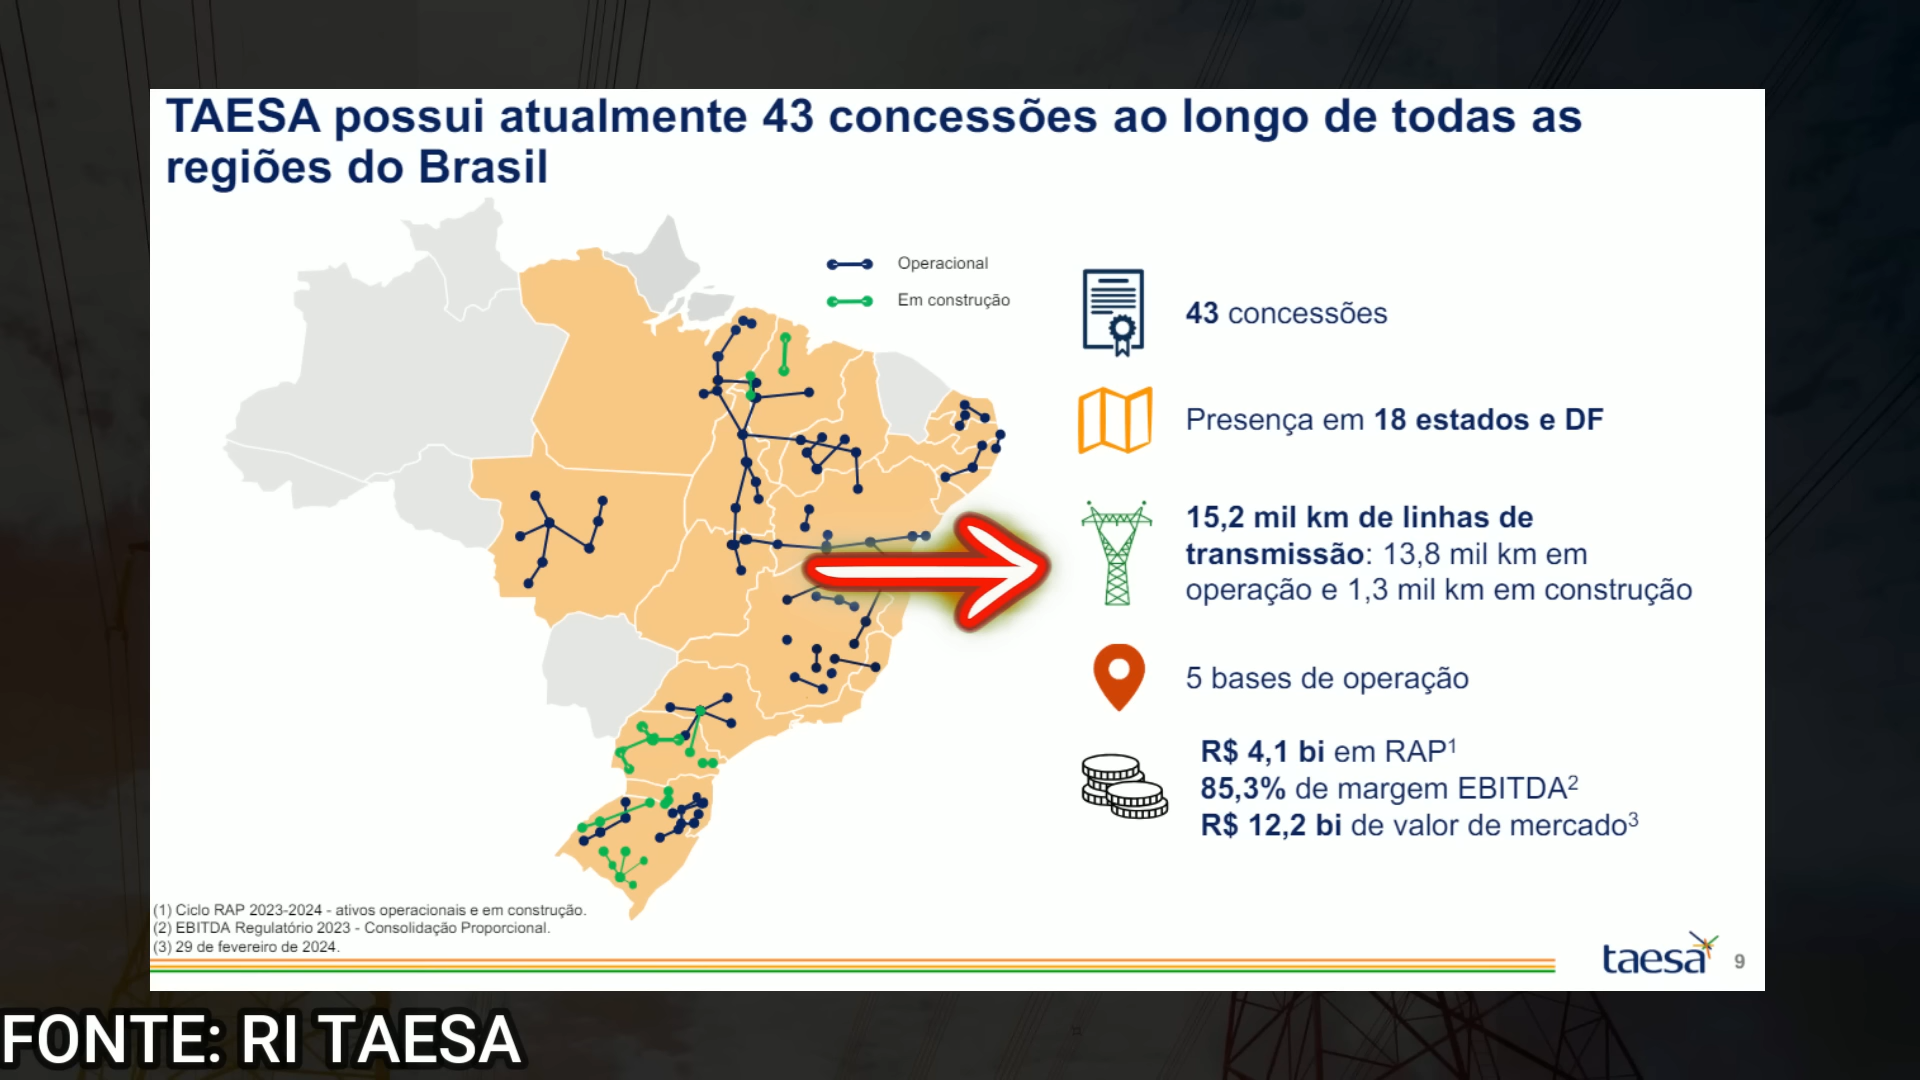 TAESA possui atualmente 43 concessões ao longo de todas as
regiões do Brasil
Operacional
Em construção
43 concessões
Presença em 18 estados e DF
15,2 mil km de linhas de
transmissão: 13,8 mil km em
operação e 1,3 mil km em construção
5 bases de operação
R$ 4,1 bi em RAP¹
85,3% de margem EBITDA²
R$ 12,2 bi de valor de mercado³
(1) Ciclo RAP 2023-2024 - ativos operacionais e em construção.
(2) EBITDA Regulatório 2023 - Consolidação Proporcional.
(3) 29 de fevereiro de 2024.
taesa
9
FONTE: RI TAESA